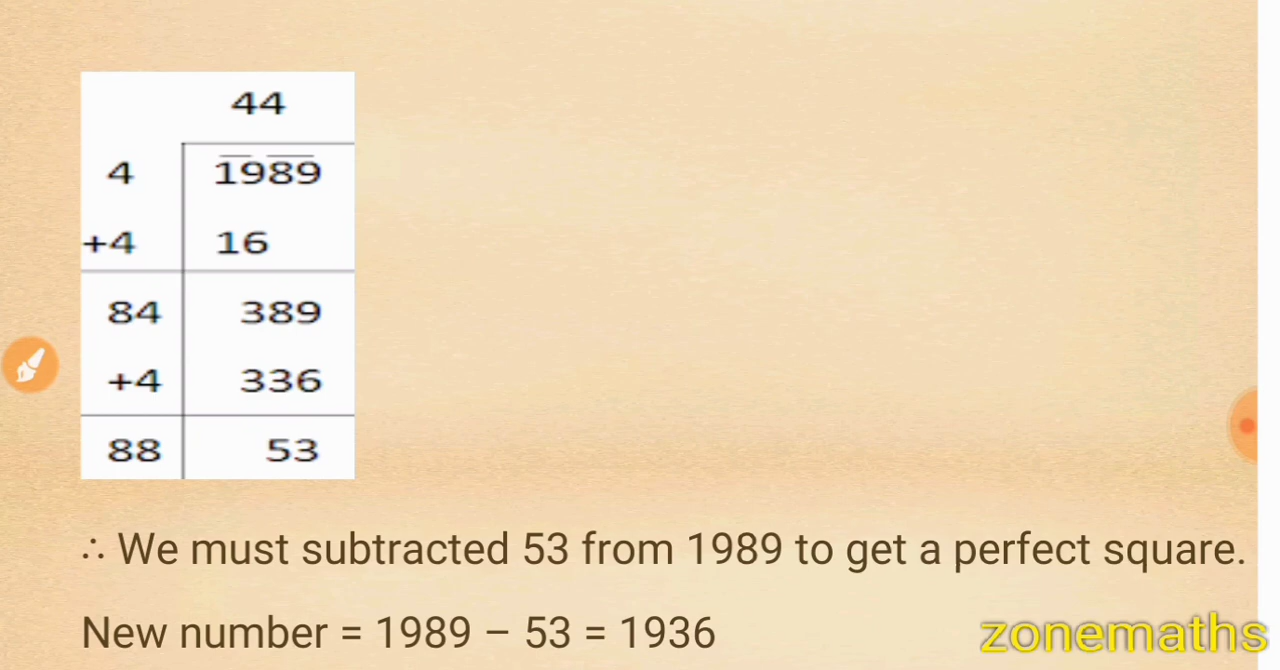 44
4 1989
+4 16
84 389
+4 336
88 53
∴ We must subtracted 53 from 1989 to get a perfect square.
New number = 1989 – 53 = 1936
zonemaths